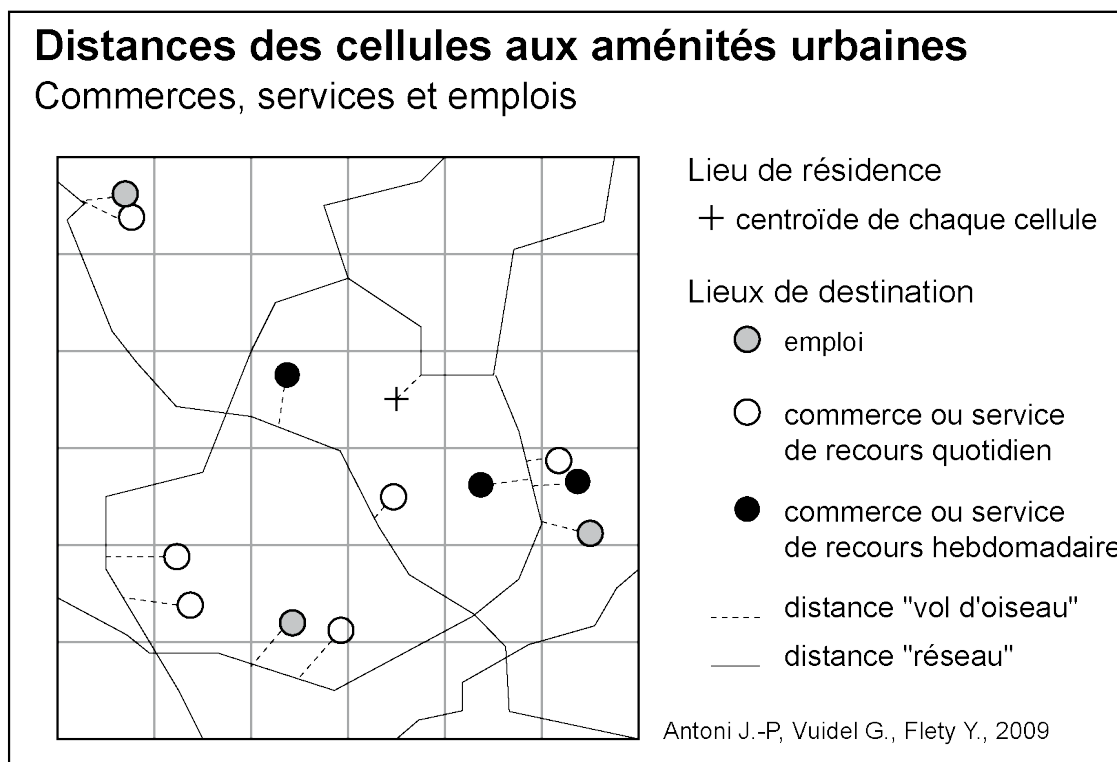 Distances des cellules aux aménités urbaines
Commerces, services et emplois
Lieu de résidence
centroïde de chaque cellule
Lieux de destination
emploi
commerce ou service
de recours quotidien
commerce ou service
de recours hebdomadaire
distance "vol d'oiseau"
distance "réseau"
Antoni J.-P, Vuidel G., Flety Y., 2009